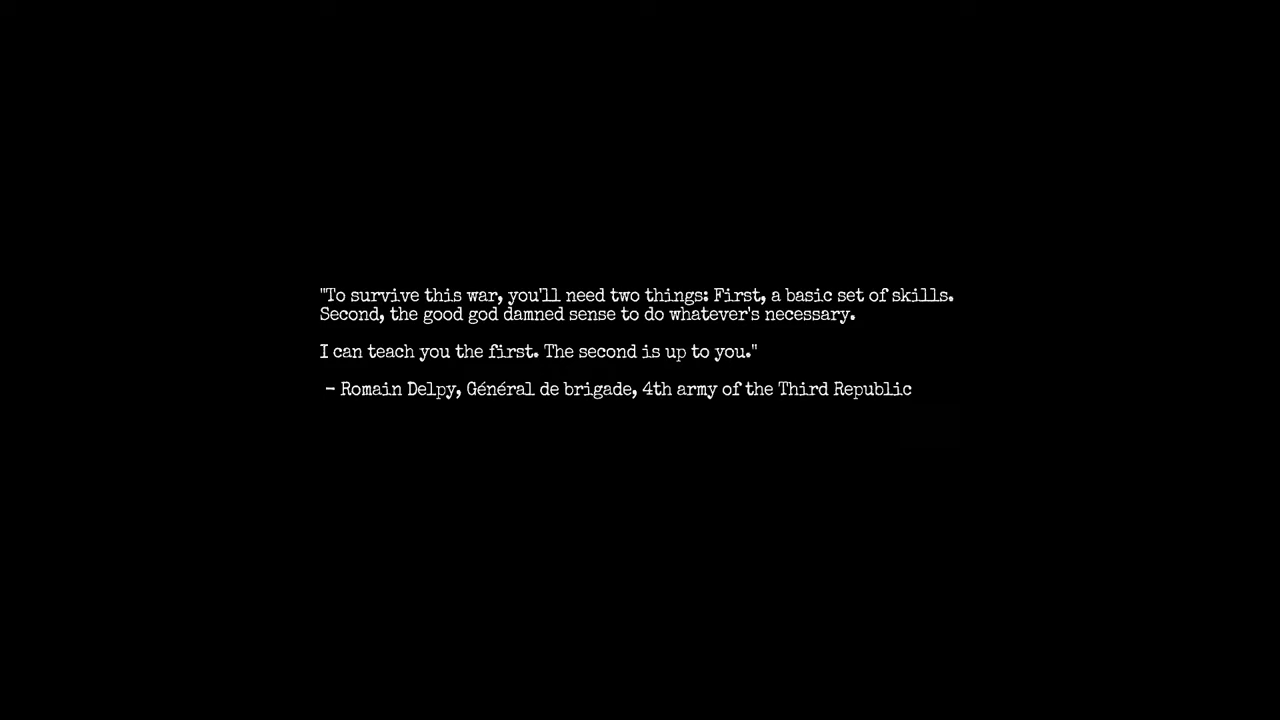 "To survive this war, you'll need two things: First, a basic set of skills.
Second, the good god damned sense to do whatever's necessary.
I can teach you the first. The second is up to you."
– Romain Delpy, Général de brigade, 4th army of the Third Republic